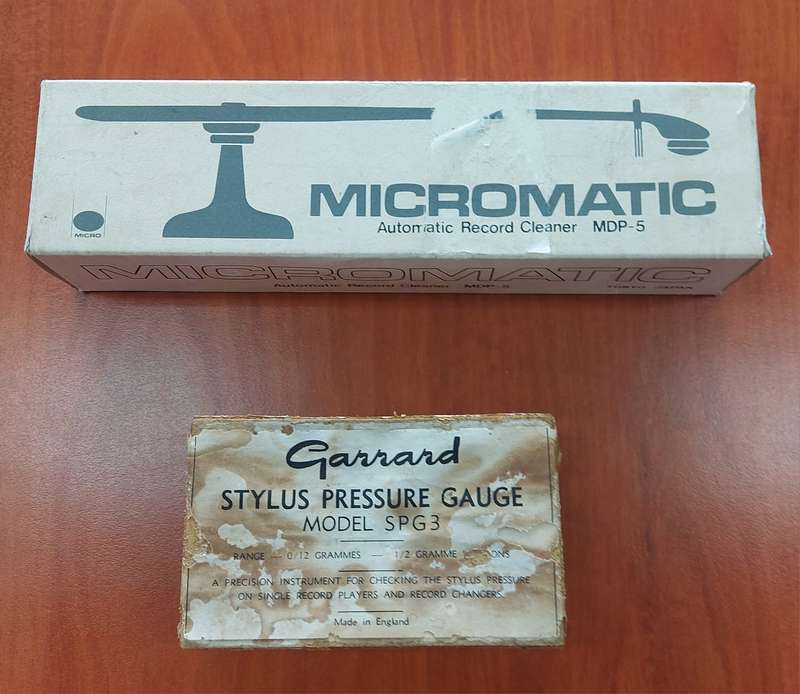 MICROMATIC
Automatic Record Cleaner MDP-5
MICRO
MICROMATIC
Automatic Record Cleaner MDP-5 TOKYO JAPAN
Garrard
STYLUS PRESSURE GAUGE
MODEL SPG3
RANGE — 0/12 GRAMMES — 1/2 GRAMME
A PRECISION INSTRUMENT FOR CHECKING THE STYLUS PRESSURE
ON SINGLE RECORD PLAYERS AND RECORD CHANGERS.
Made in England